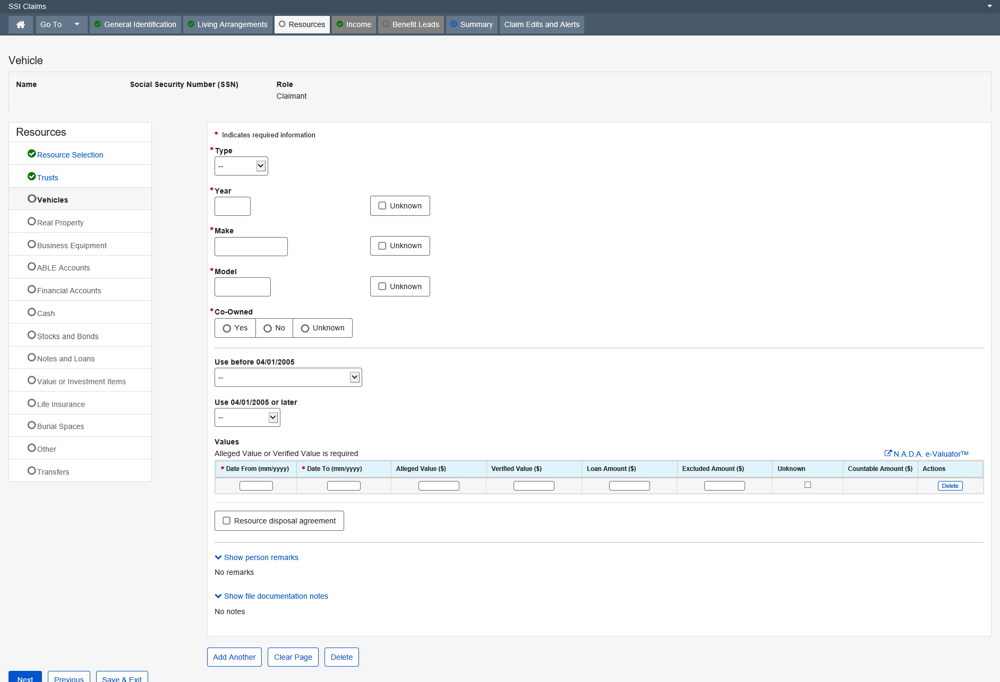 SSI Claims
Go To General Identification Living Arrangements Resources Income Benefit Leads Summary Claim Edits and Alerts
Vehicle
Name Social Security Number (SSN) Role
Claimant
Resources
Resource Selection
Trusts
Vehicles
Real Property
Business Equipment
ABLE Accounts
Financial Accounts
Cash
Stocks and Bonds
Notes and Loans
Value or Investment Items
Life Insurance
Burial Spaces
Other
Transfers
* Indicates required information
* Type
--
* Year
Unknown
* Make
Unknown
* Model
Unknown
* Co-Owned
Yes No Unknown
Use before 04/01/2005
--
Use 04/01/2005 or later
--
Values
Alleged Value or Verified Value is required
N.A.D.A. e-Valuator™
* Date From (mm/yyyy) * Date To (mm/yyyy) Alleged Value ($) Verified Value ($) Loan Amount ($) Excluded Amount ($) Unknown Countable Amount ($) Actions
Delete
Resource disposal agreement
Show person remarks
No remarks
Show file documentation notes
No notes
Add Another Clear Page Delete
Next Previous Save & Exit